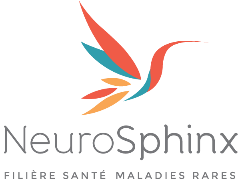 NeuroSphinx
FILIÈRE SANTÉ MALADIES RARES